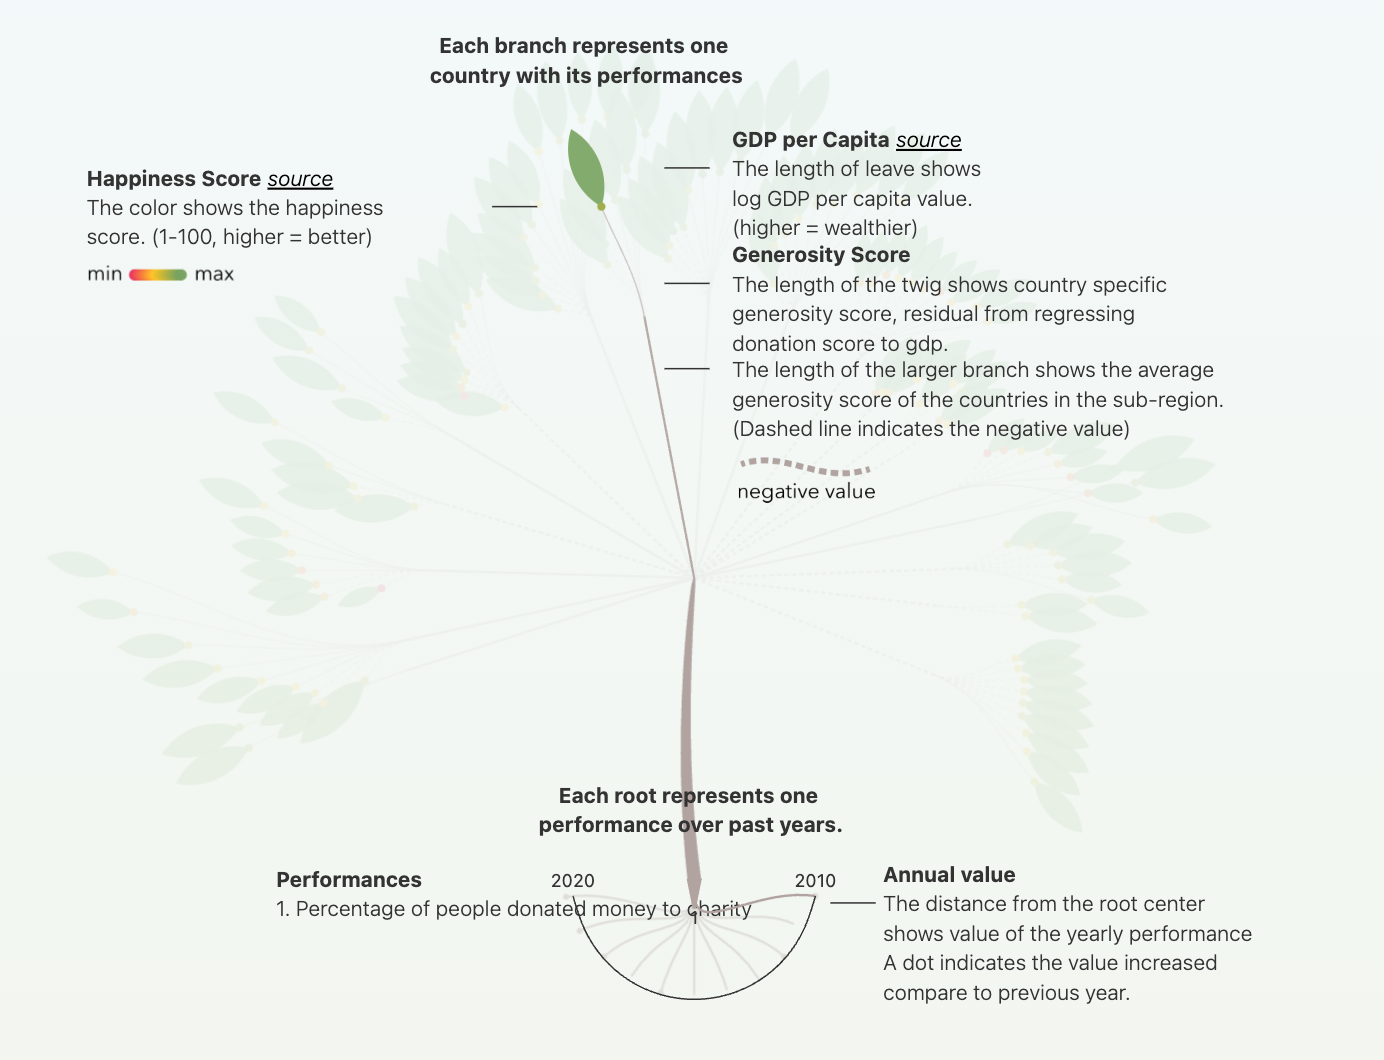 Each branch represents one
country with its performances
Happiness Score source
The color shows the happiness
score. (1-100, higher = better)
min max
GDP per Capita source
The length of leave shows
log GDP per capita value.
(higher = wealthier)
Generosity Score
The length of the twig shows country specific
generosity score, residual from regressing
donation score to gdp.
The length of the larger branch shows the average
generosity score of the countries in the sub-region.
(Dashed line indicates the negative value)
negative value
Each root represents one
performance over past years.
Performances
1. Percentage of people donated money to charity
2020
2010
1
Annual value
The distance from the root center
shows value of the yearly performance
A dot indicates the value increased
compare to previous year.